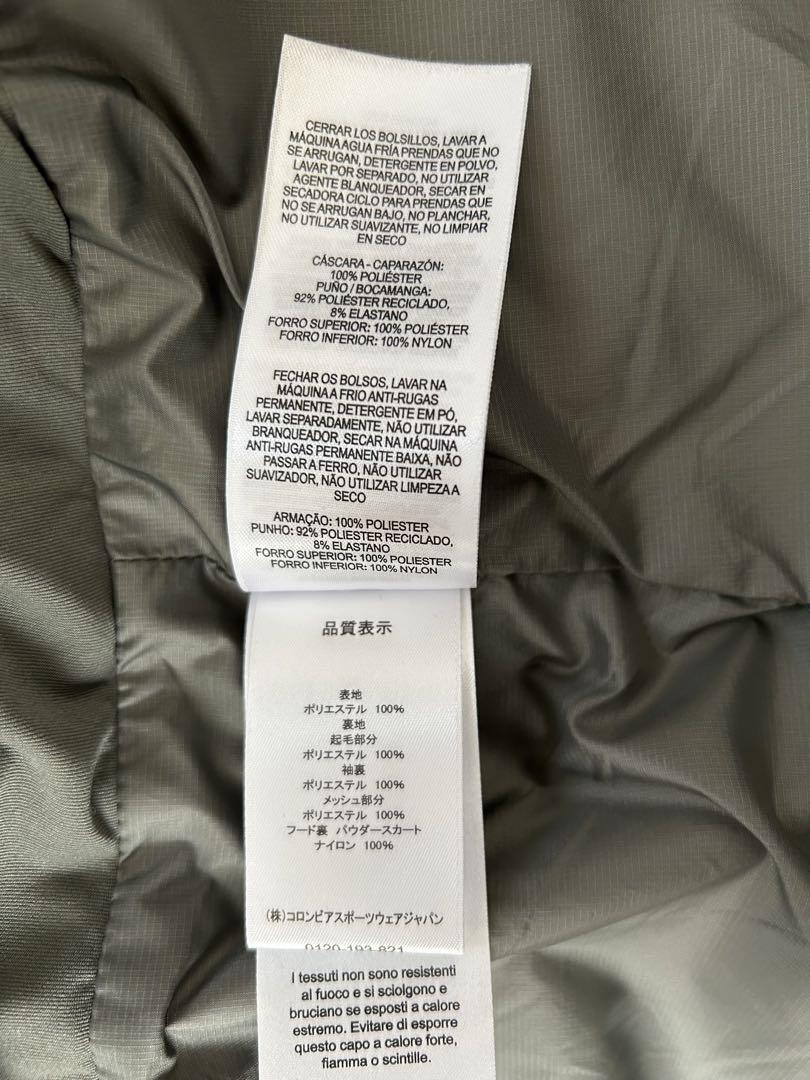 CERRAR LOS BOLSILLOS, LAVAR A
MÁQUINA AGUA FRÍA PRENDAS QUE NO
SE ARRUGAN, DETERGENTE EN POLVO,
LAVAR POR SEPARADO, NO UTILIZAR
AGENTE BLANQUEADOR, SECAR EN
SECADORA CICLO PARA PRENDAS QUE
NO SE ARRUGAN BAJO, NO PLANCHAR,
NO UTILIZAR SUAVIZANTE, NO LIMPIAR
EN SECO
CÁSCARA - CAPARAZÓN:
100% POLIÉSTER
PUÑO / BOCAMANGA:
92% POLIÉSTER RECICLADO,
8% ELASTANO
FORRO SUPERIOR: 100% POLIÉSTER
FORRO INFERIOR: 100% NYLON
FECHAR OS BOLSOS, LAVAR NA
MÁQUINA A FRIO ANTI-RUGAS
PERMANENTE, DETERGENTE EM PÓ,
LAVAR SEPARADAMENTE, NÃO UTILIZAR
BRANQUEADOR, SECAR NA MÁQUINA
ANTI-RUGAS PERMANENTE BAIXA, NÃO
PASSAR A FERRO, NÃO UTILIZAR
SUAVIZADOR, NÃO UTILIZAR LIMPEZA A
SECO
ARMAÇÃO: 100% POLIESTER
PUNHO: 92% POLIESTER RECICLADO,
8% ELASTANO
FORRO SUPERIOR: 100% POLIESTER
FORRO INFERIOR: 100% NYLON
品質表示
表地
ポリエステル 100%
裏地
起毛部分
ポリエステル 100%
袖裏
ポリエステル 100%
メッシュ部分
ポリエステル 100%
フード裏 パウダースカート
ナイロン 100%
(株)コロンビアスポーツウェアジャパン
0120-193-821
I tessuti non sono resistenti
al fuoco e si sciolgono e
bruciano se esposti a calore
estremo. Evitare di esporre
questo capo a calore forte,
fiamma o scintille.